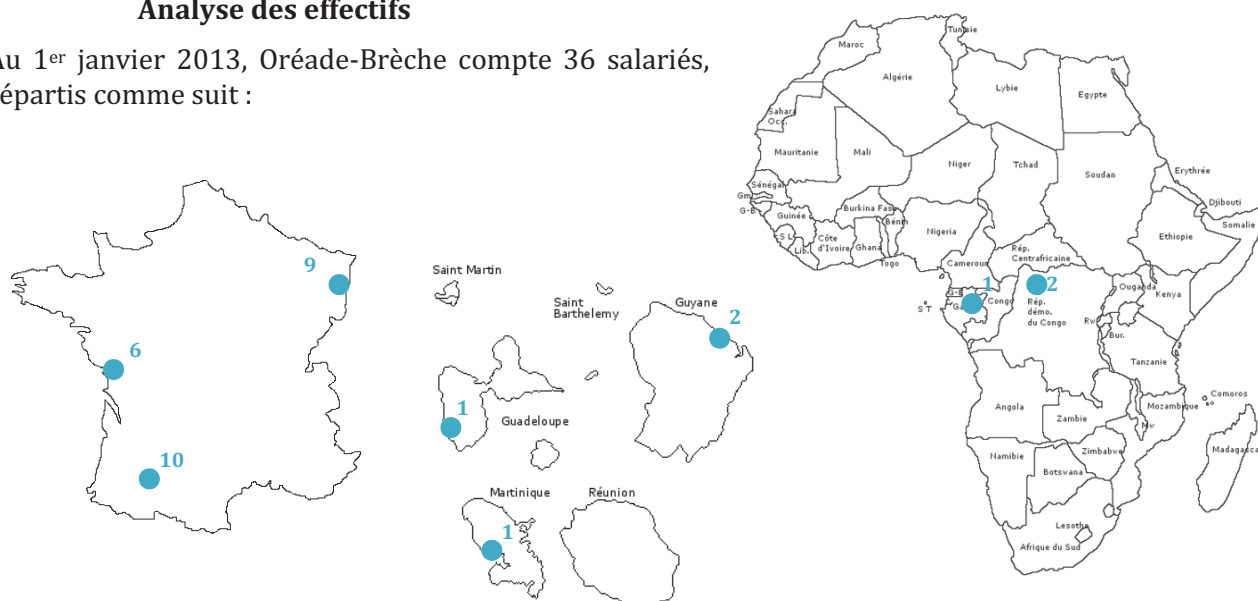 Analyse des effectifs
Au 1er janvier 2013, Oréade-Brèche compte 36 salariés,
répartis comme suit :
9
6
10
Saint Martin
Saint
Barthelemy
Guyane
2
1
Guadeloupe
Martinique
Réunion
1
Maroc
Tunisie
Algérie
Lybie
Egypte
Sahara
Occ.
Mauritanie
Mali
Niger
Tchad
Soudan
Erythrée
Sénégal
Gm
G-B
Guinée
Burkina Faso
Bénin
Djibouti
Somalie
S L
Lib.
Côte
d'Ivoire
Ghana
Togo
Nigeria
Ethiopie
Cameroun
Rép.
Centrafricaine
1
2
G-E
Ga
Congo
S T
Rép.
démo.
du Congo
Ouganda
Kenya
Rw
Bur.
Tanzanie
Angola
Zambie
Mozambique
Mw
Comoros
Namibie
Zimbabwe
Botsvana
Madagascar
Lesotho
Afrique du Sud